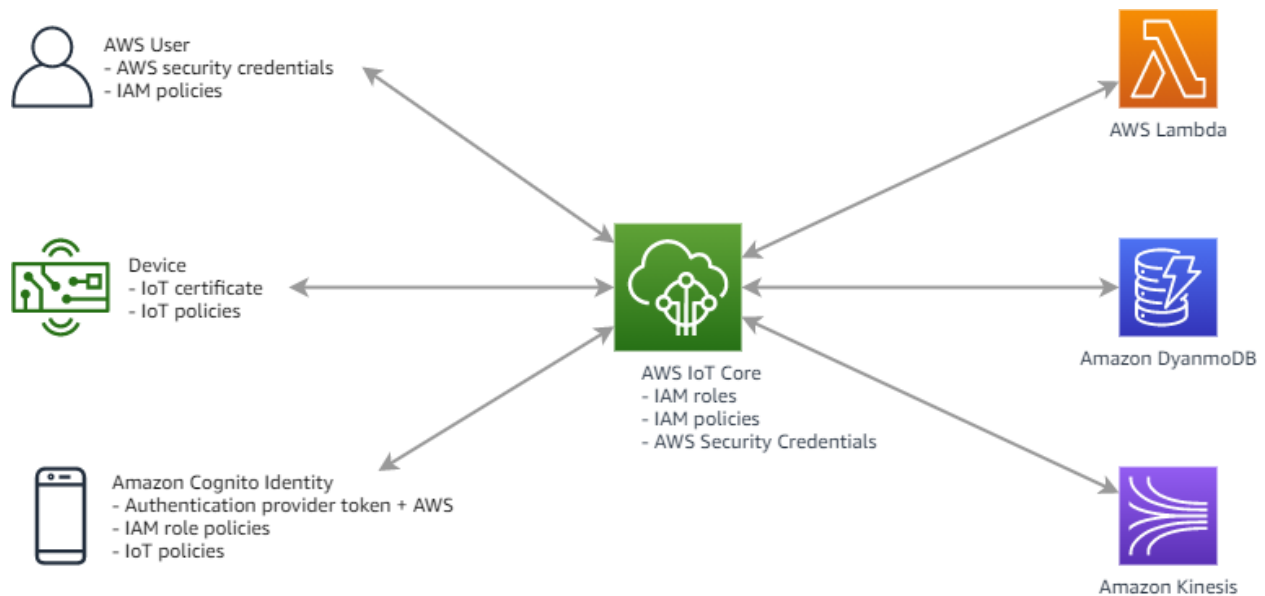 AWS User
- AWS security credentials
- IAM policies
Device
- IoT certificate
- IoT policies
Amazon Cognito Identity
- Authentication provider token + AWS
- IAM role policies
- IoT policies
AWS IoT Core
- IAM roles
- IAM policies
- AWS Security Credentials
AWS Lambda
Amazon DyanmoDB
Amazon Kinesis